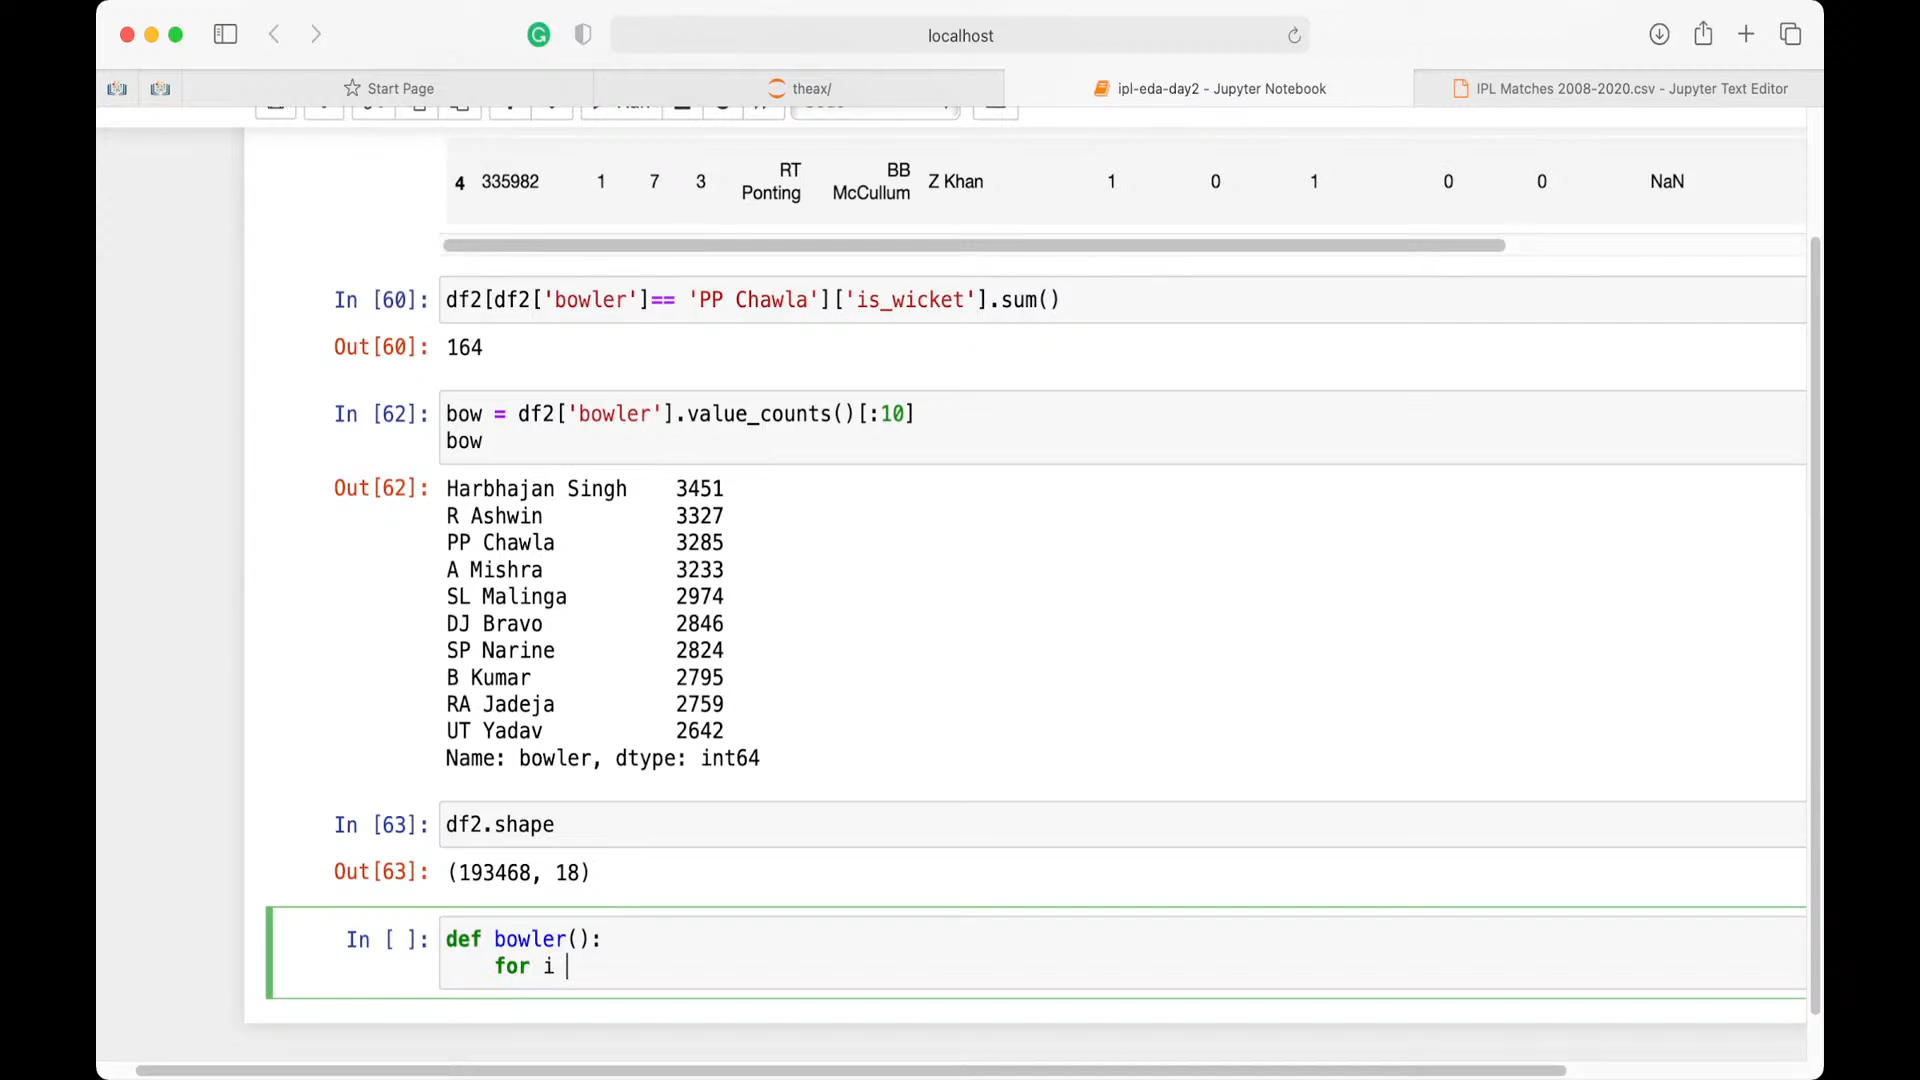 localhost
Start Page
theax/
ipl-eda-day2 - Jupyter Notebook
IPL Matches 2008-2020.csv - Jupyter Text Editor
4 335982 1 7 3 RT Ponting BB McCullum Z Khan 1 0 1 0 0 NaN
In [60]: df2[df2['bowler']== 'PP Chawla']['is_wicket'].sum()
Out[60]: 164
In [62]: bow = df2['bowler'].value_counts()[:10]
bow
Out[62]: Harbhajan Singh 3451
R Ashwin 3327
PP Chawla 3285
A Mishra 3233
SL Malinga 2974
DJ Bravo 2846
SP Narine 2824
B Kumar 2795
RA Jadeja 2759
UT Yadav 2642
Name: bowler, dtype: int64
In [63]: df2.shape
Out[63]: (193468, 18)
In [ ]: def bowler():
for i